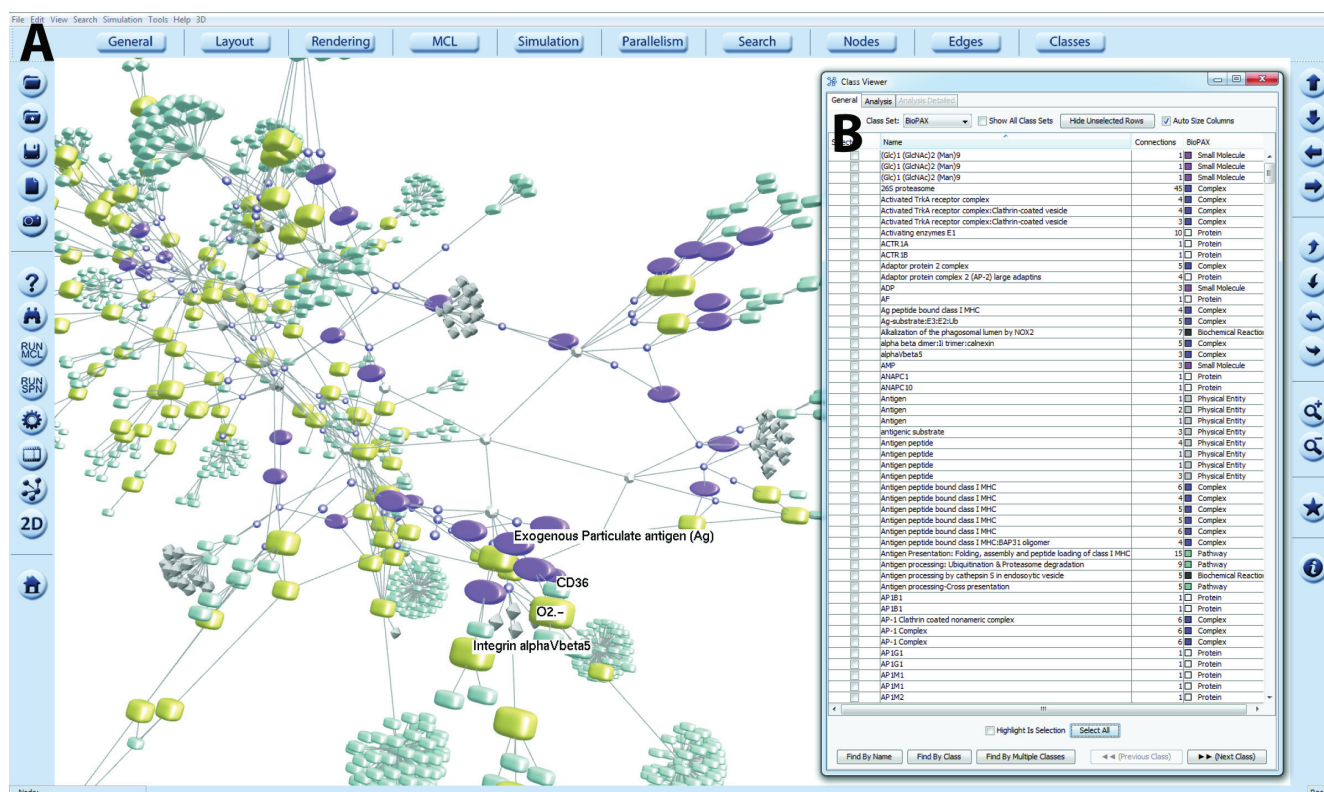 File Edit View Search Simulation Tools Help 3D
A
General Layout Rendering MCL Simulation Parallelism Search Nodes Edges Classes
?
RUN MCL
RUN SPN
2D
Exogenous Particulate antigen (Ag)
CD36
O2.-
Integrin alphaVbeta5
Class Viewer
General Analysis Analysis Detailed
B
Class Set: BioPAX Show All Class Sets Hide Unselected Rows Auto Size Columns
Name Connections BioPAX
(Glc)1 (GlcNAc)2 (Man)9 1 Small Molecule
(Glc)1 (GlcNAc)2 (Man)9 1 Small Molecule
(Glc)1 (GlcNAc)2 (Man)9 1 Small Molecule
26S proteasome 45 Complex
Activated TrkA receptor complex 4 Complex
Activated TrkA receptor complex:Clathrin-coated vesicle 4 Complex
Activated TrkA receptor complex:Clathrin-coated vesicle 3 Complex
Activating enzymes E1 10 Protein
ACTR1A 1 Protein
ACTR1B 1 Protein
Adaptor protein 2 complex 5 Complex
Adaptor protein complex 2 (AP-2) large adaptins 4 Protein
ADP 3 Small Molecule
AF 1 Protein
Ag peptide bound class I MHC 4 Complex
Ag-substrate:E3:E2:Ub 5 Complex
Alkalization of the phagosomal lumen by NOX2 7 Biochemical Reactio
alpha beta dimer:Ii trimer:calnexin 5 Complex
alphaVbeta5 3 Complex
AMP 3 Small Molecule
ANAPC1 1 Protein
ANAPC10 1 Protein
Antigen 1 Physical Entity
Antigen 2 Physical Entity
Antigen 1 Physical Entity
antigenic substrate 3 Physical Entity
Antigen peptide 4 Physical Entity
Antigen peptide 1 Physical Entity
Antigen peptide 1 Physical Entity
Antigen peptide 3 Physical Entity
Antigen peptide bound class I MHC 6 Complex
Antigen peptide bound class I MHC 4 Complex
Antigen peptide bound class I MHC 5 Complex
Antigen peptide bound class I MHC 5 Complex
Antigen peptide bound class I MHC 6 Complex
Antigen peptide bound class I MHC:BAP31 oligomer 4 Complex
Antigen Presentation: Folding, assembly and peptide loading of class I MHC 15 Pathway
Antigen processing: Ubiquitination & Proteasome degradation 9 Pathway
Antigen processing by cathepsin S in endosoytic vesicle 5 Biochemical Reactio
Antigen processing-Cross presentation 5 Pathway
AP1B1 1 Protein
AP1B1 1 Protein
AP-1 Clathrin coated nonameric complex 6 Complex
AP-1 Complex 6 Complex
AP-1 Complex 6 Complex
AP1G1 1 Protein
AP1G1 1 Protein
AP1M1 1 Protein
AP1M1 1 Protein
AP1M2 1 Protein
Highlight Is Selection Select All
Find By Name Find By Class Find By Multiple Classes (Previous Class) (Next Class)